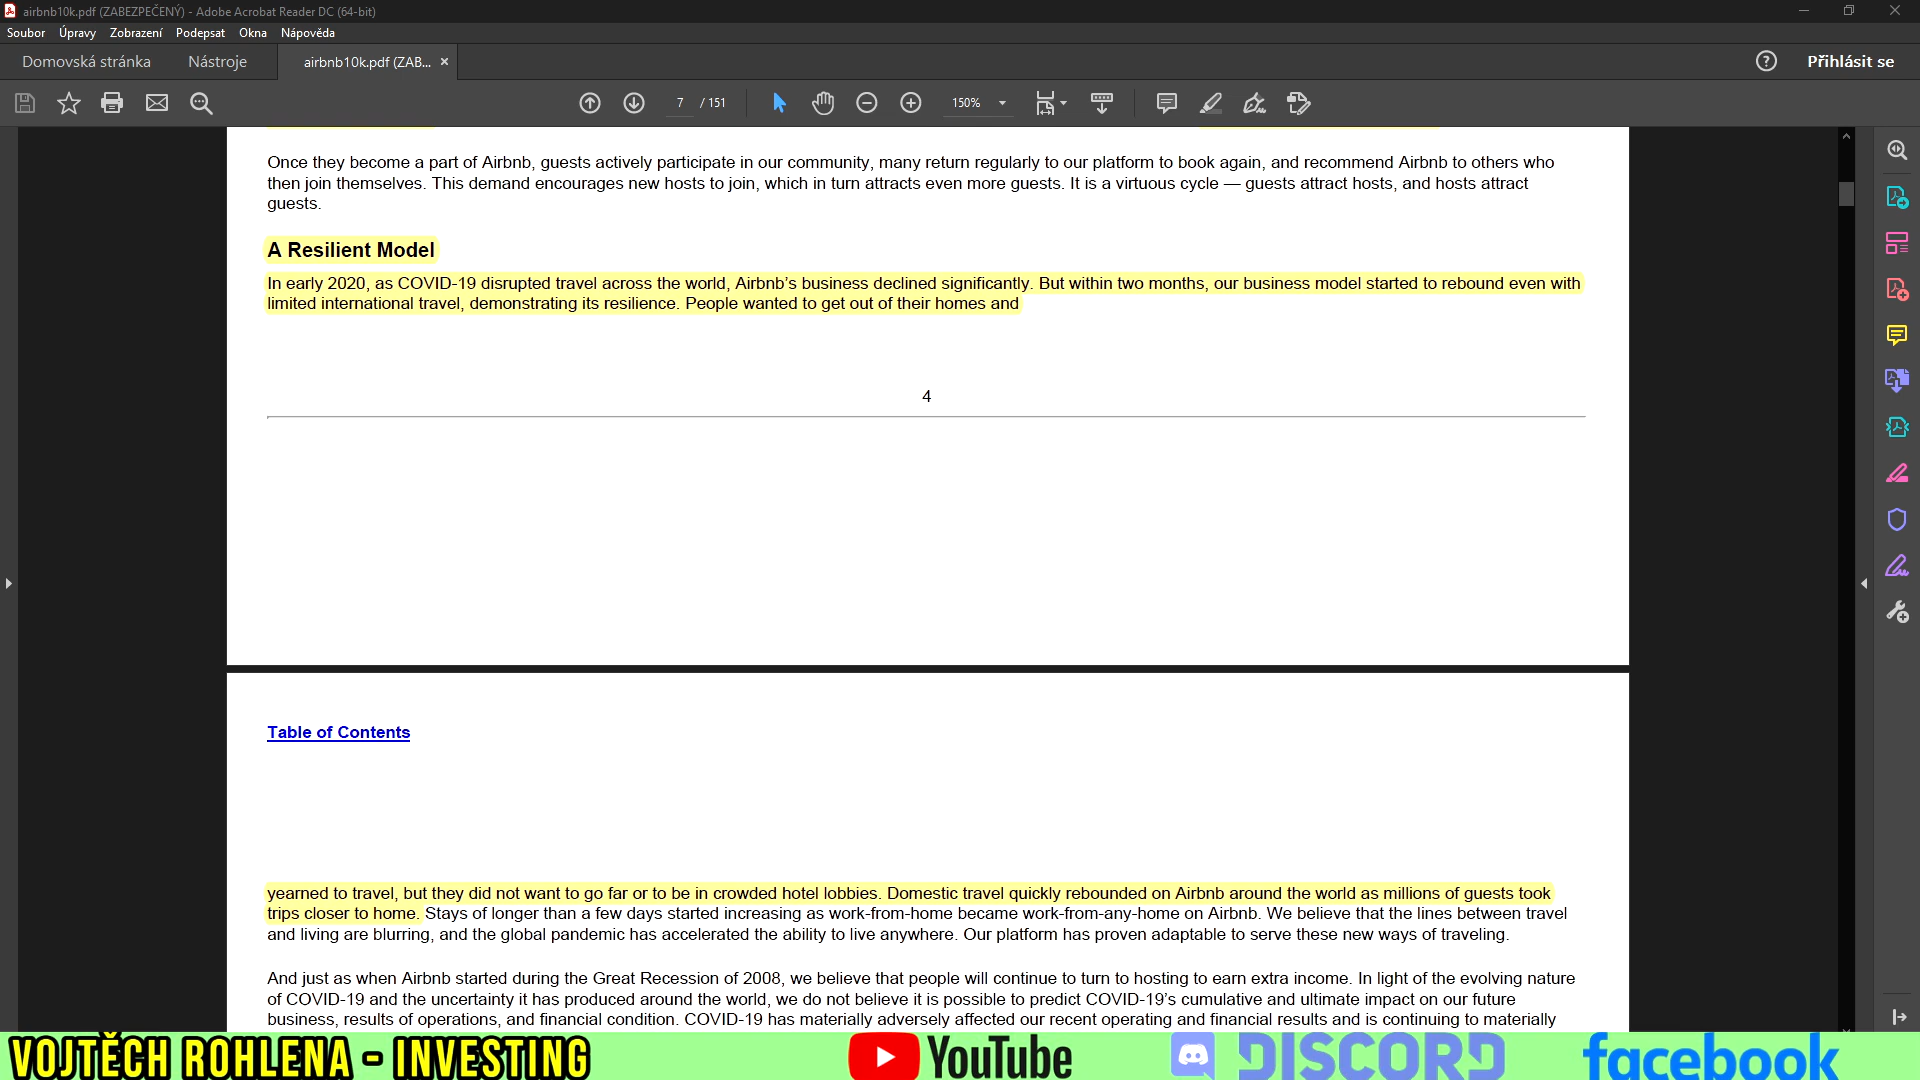 airbnb10k.pdf (ZABEZPEČENÝ) - Adobe Acrobat Reader DC (64-bit)
Soubor Úpravy Zobrazení Podepsat Okna Nápověda
Domovská stránka Nástroje airbnb10k.pdf (ZAB... Přihlásit se
7 / 151 150%
Once they become a part of Airbnb, guests actively participate in our community, many return regularly to our platform to book again, and recommend Airbnb to others who
then join themselves. This demand encourages new hosts to join, which in turn attracts even more guests. It is a virtuous cycle — guests attract hosts, and hosts attract
guests.
A Resilient Model
In early 2020, as COVID-19 disrupted travel across the world, Airbnb's business declined significantly. But within two months, our business model started to rebound even with
limited international travel, demonstrating its resilience. People wanted to get out of their homes and
4
Table of Contents
yearned to travel, but they did not want to go far or to be in crowded hotel lobbies. Domestic travel quickly rebounded on Airbnb around the world as millions of guests took
trips closer to home. Stays of longer than a few days started increasing as work-from-home became work-from-any-home on Airbnb. We believe that the lines between travel
and living are blurring, and the global pandemic has accelerated the ability to live anywhere. Our platform has proven adaptable to serve these new ways of traveling.
And just as when Airbnb started during the Great Recession of 2008, we believe that people will continue to turn to hosting to earn extra income. In light of the evolving nature
of COVID-19 and the uncertainty it has produced around the world, we do not believe it is possible to predict COVID-19's cumulative and ultimate impact on our future
business, results of operations, and financial condition. COVID-19 has materially adversely affected our recent operating and financial results and is continuing to materially
VOJTĚCH ROHLENA - INVESTING YouTube DISCORD facebook